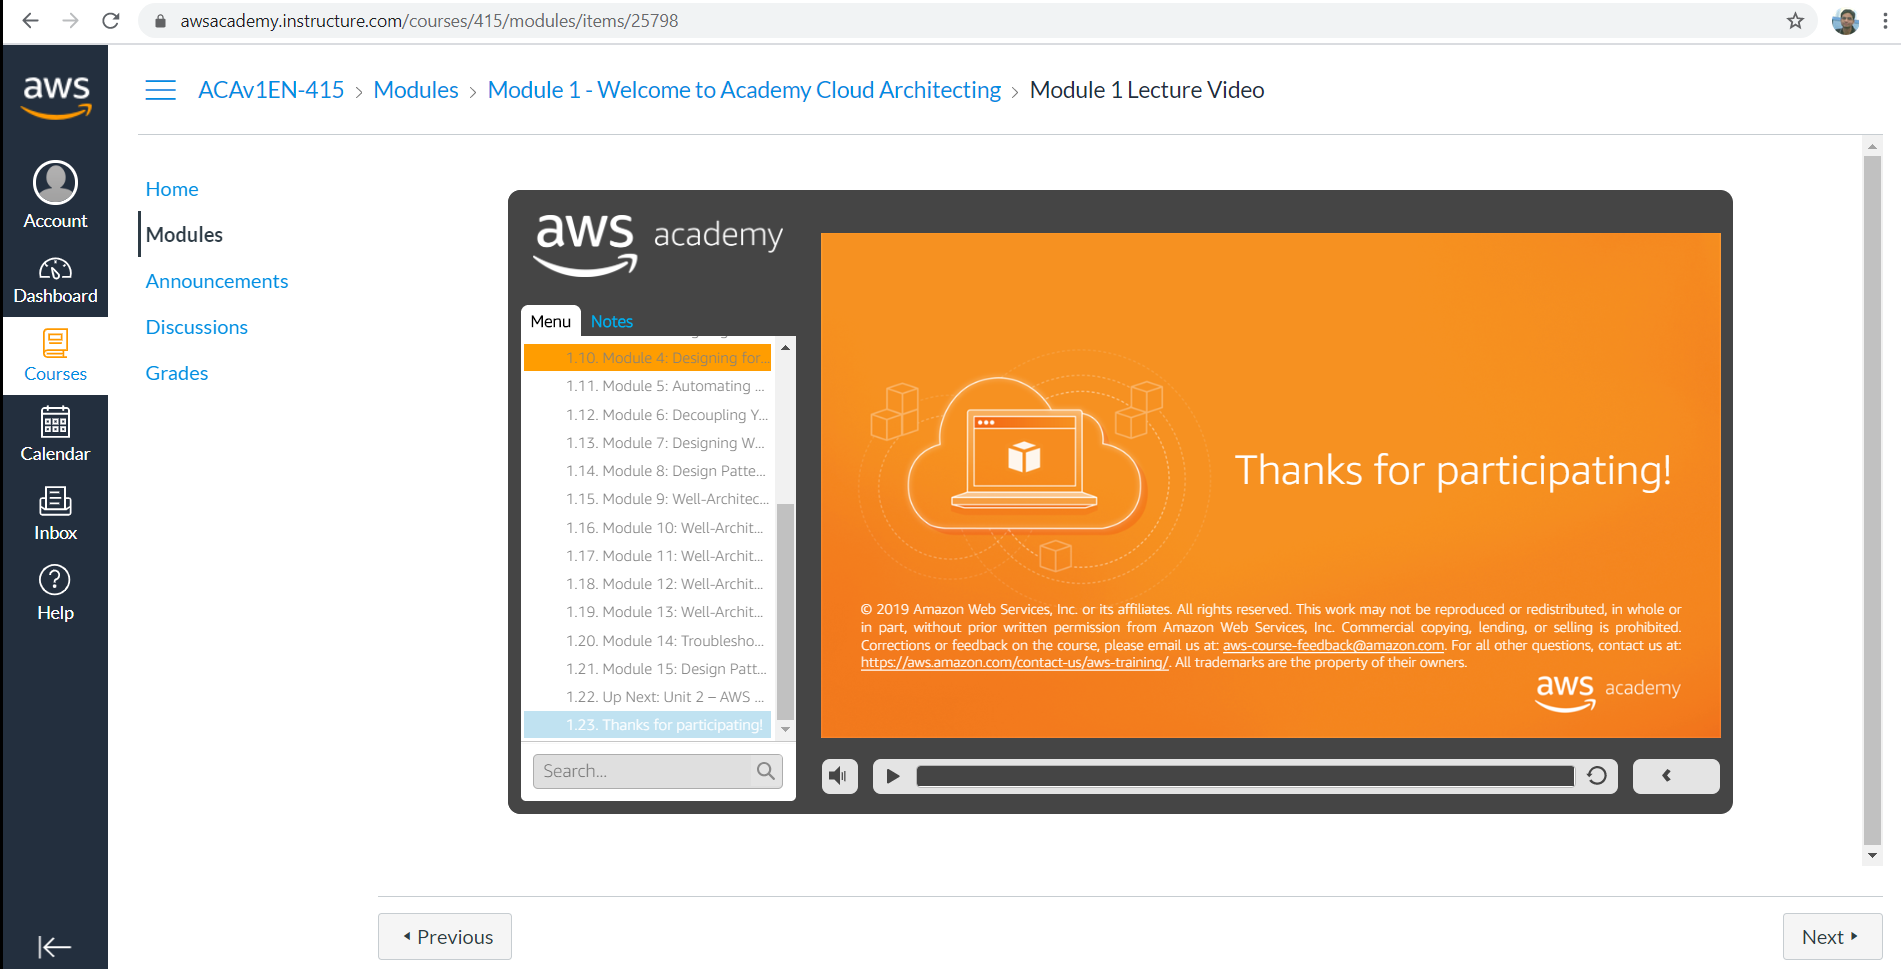 awsacademy.instructure.com/courses/415/modules/items/25798
aws
ACAv1EN-415 > Modules > Module 1 - Welcome to Academy Cloud Architecting > Module 1 Lecture Video
Account
Dashboard
Courses
Calendar
Inbox
Help
Home
Modules
Announcements
Discussions
Grades
aws academy
Menu Notes
1.10. Module 4: Designing for...
1.11. Module 5: Automating ...
1.12. Module 6: Decoupling Y...
1.13. Module 7: Designing W...
1.14. Module 8: Design Patte...
1.15. Module 9: Well-Architec...
1.16. Module 10: Well-Archit...
1.17. Module 11: Well-Archit...
1.18. Module 12: Well-Archit...
1.19. Module 13: Well-Archit...
1.20. Module 14: Troublesho...
1.21. Module 15: Design Patt...
1.22. Up Next: Unit 2 – AWS ...
1.23. Thanks for participating!
Search...
Thanks for participating!
© 2019 Amazon Web Services, Inc. or its affiliates. All rights reserved. This work may not be reproduced or redistributed, in whole or
in part, without prior written permission from Amazon Web Services, Inc. Commercial copying, lending, or selling is prohibited.
Corrections or feedback on the course, please email us at: aws-course-feedback@amazon.com. For all other questions, contact us at:
https://aws.amazon.com/contact-us/aws-training/. All trademarks are the property of their owners.
aws academy
Previous
Next